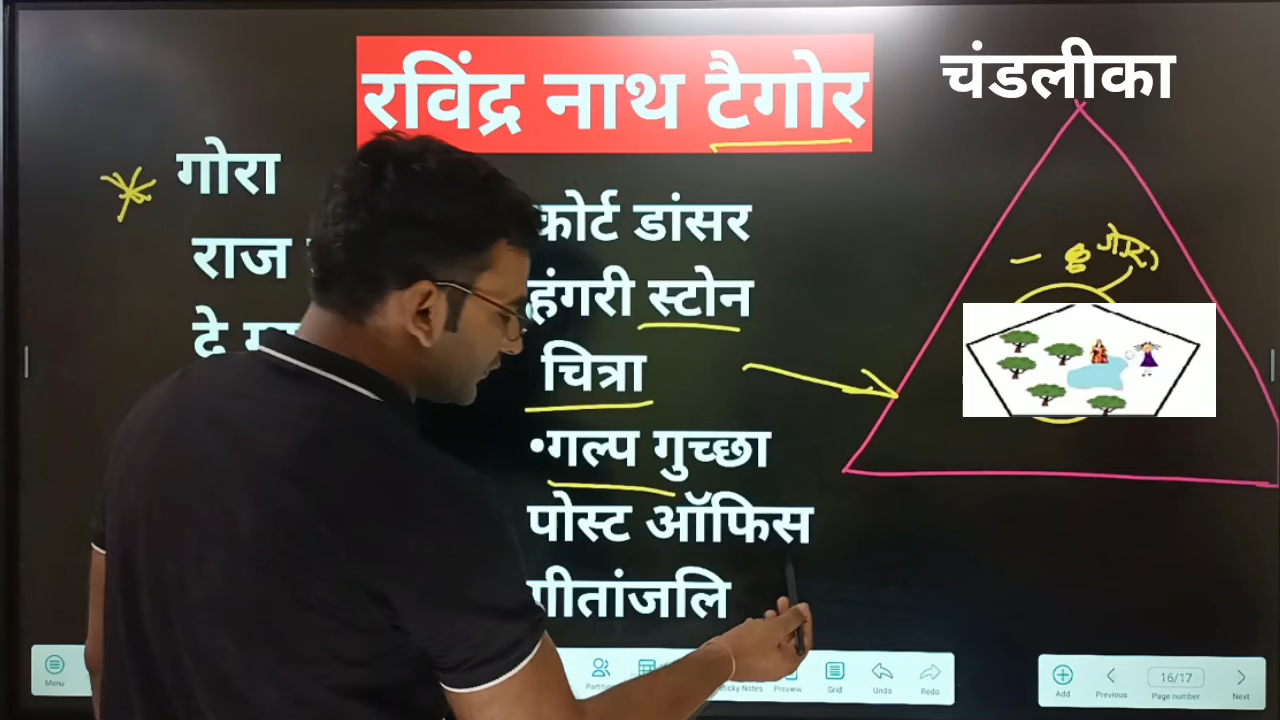 रविंद्र नाथ टैगोर
चंडलीका
गोरा
राज
कोर्ट डांसर
हंगरी स्टोन
चित्रा
•गल्प गुच्छा
पोस्ट ऑफिस
गीतांजलि
Menu
Sticky Notes
Preview
Grid
Undo
Redo
Add
Previous
16/17
Page number
Next